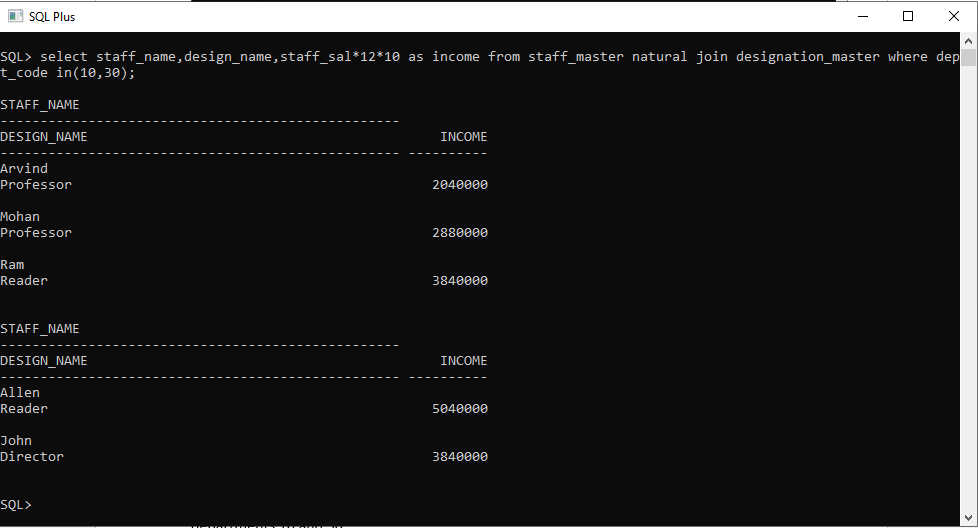 SQL Plus
SQL> select staff_name,design_name,staff_sal*12*10 as income from staff_master natural join designation_master where dep
t_code in(10,30);
STAFF_NAME
--------------------------------------------------
DESIGN_NAME                                            INCOME
-------------------------------------------------- ----------
Arvind
Professor                                             2040000
Mohan
Professor                                             2880000
Ram
Reader                                                3840000
STAFF_NAME
--------------------------------------------------
DESIGN_NAME                                            INCOME
-------------------------------------------------- ----------
Allen
Reader                                                5040000
John
Director                                              3840000
SQL>